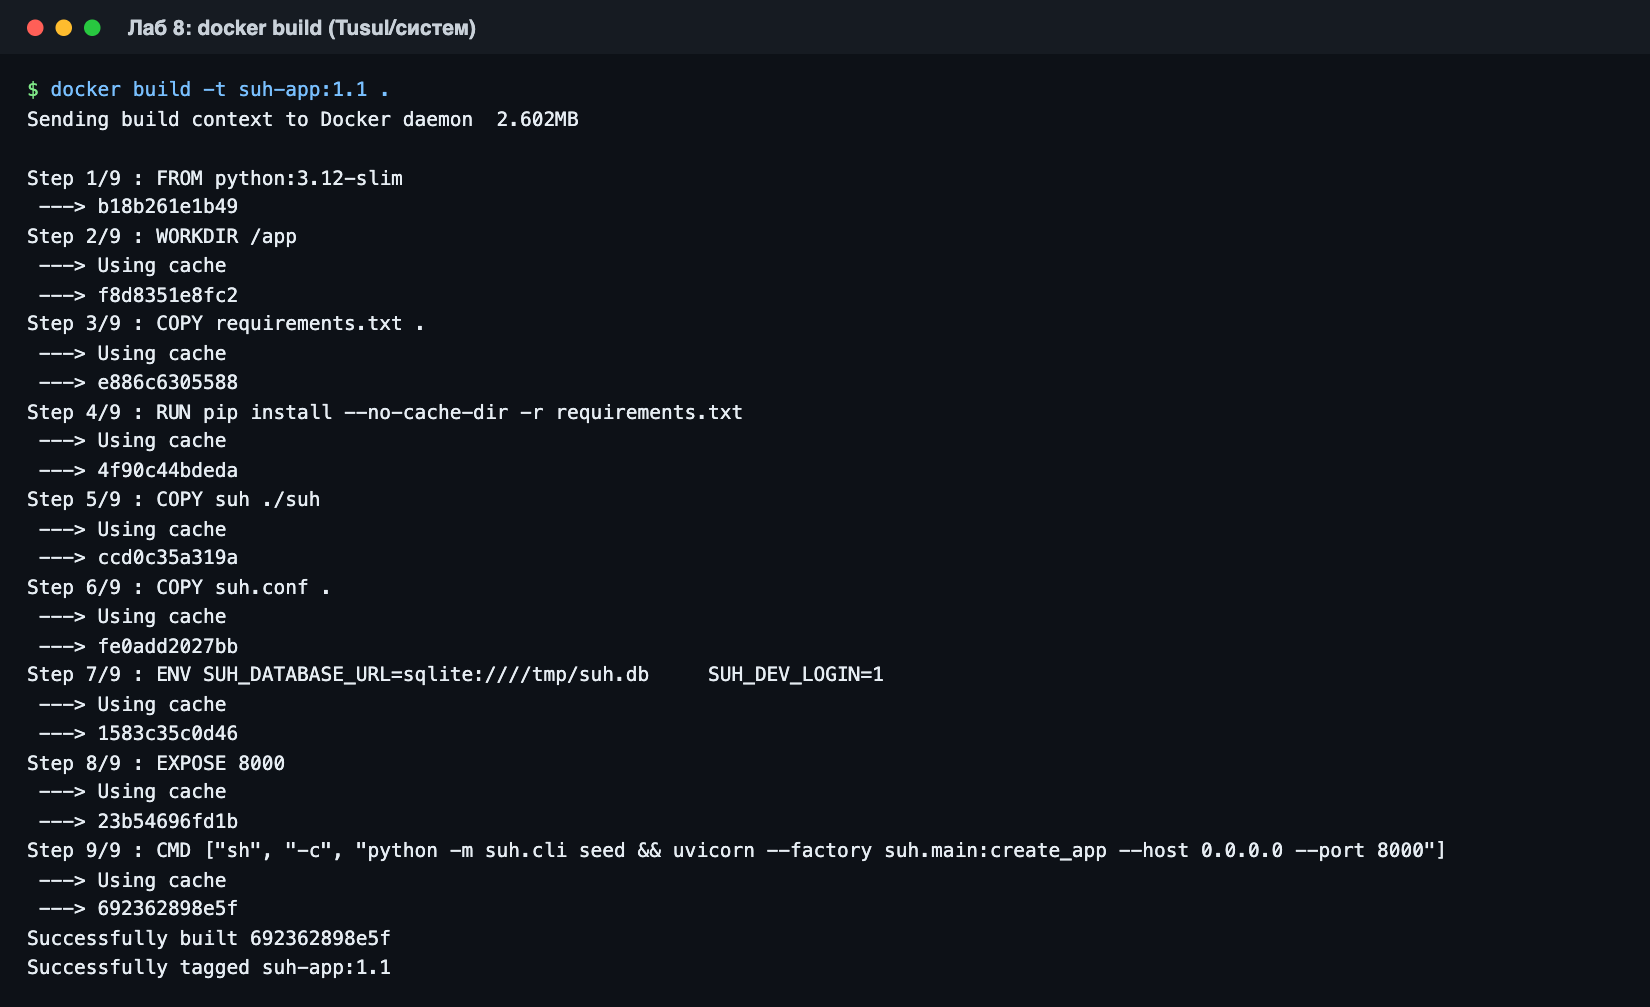 Лаб 8: docker build (Tusul/систем)
$ docker build -t suh-app:1.1 .
Sending build context to Docker daemon  2.602MB
Step 1/9 : FROM python:3.12-slim
 ---> b18b261e1b49
Step 2/9 : WORKDIR /app
 ---> Using cache
 ---> f8d8351e8fc2
Step 3/9 : COPY requirements.txt .
 ---> Using cache
 ---> e886c6305588
Step 4/9 : RUN pip install --no-cache-dir -r requirements.txt
 ---> Using cache
 ---> 4f90c44bdeda
Step 5/9 : COPY suh ./suh
 ---> Using cache
 ---> ccd0c35a319a
Step 6/9 : COPY suh.conf .
 ---> Using cache
 ---> fe0add2027bb
Step 7/9 : ENV SUH_DATABASE_URL=sqlite:////tmp/suh.db     SUH_DEV_LOGIN=1
 ---> Using cache
 ---> 1583c35c0d46
Step 8/9 : EXPOSE 8000
 ---> Using cache
 ---> 23b54696fd1b
Step 9/9 : CMD ["sh", "-c", "python -m suh.cli seed && uvicorn --factory suh.main:create_app --host 0.0.0.0 --port 8000"]
 ---> Using cache
 ---> 692362898e5f
Successfully built 692362898e5f
Successfully tagged suh-app:1.1